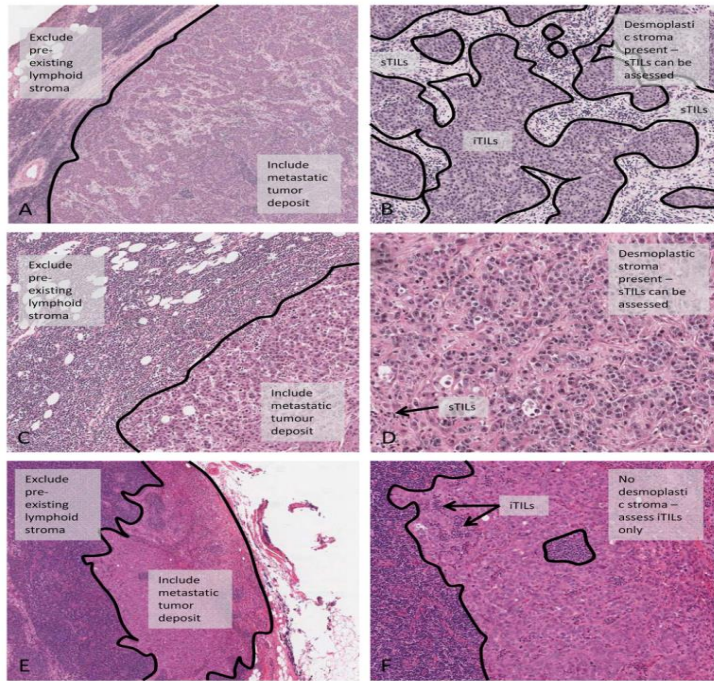 Exclude
pre-
existing
lymphoid
stroma
Include
metastatic
tumor
deposit
A
Desmoplasti
c stroma
present –
sTILs can be
assessed
sTILs
sTILs
iTILs
B
Exclude
pre-
existing
lymphoid
stroma
Include
metastatic
tumour
deposit
C
Desmoplastic
stroma
present –
sTILs can be
assessed
sTILs
D
Exclude
pre-
existing
lymphoid
stroma
Include
metastatic
tumor
deposit
E
No
desmoplasti
c stroma –
assess iTILs
only
iTILs
F